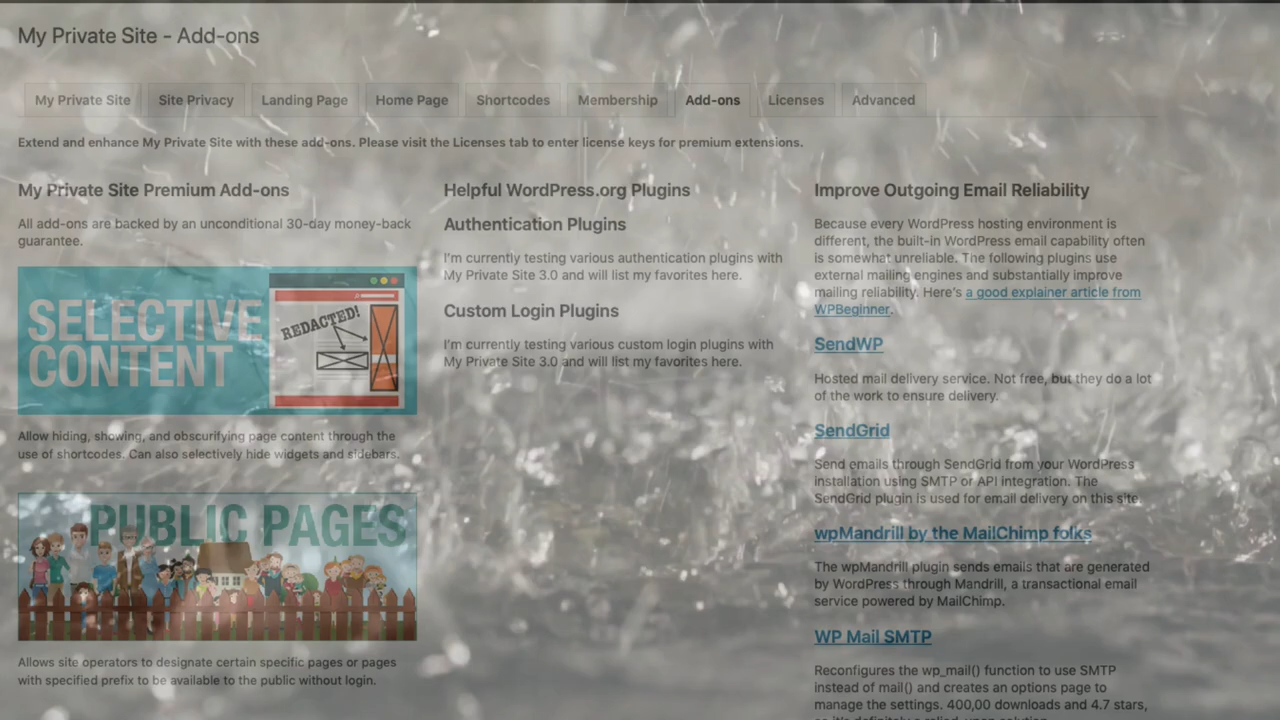 My Private Site - Add-ons
My Private Site
Site Privacy
Landing Page
Home Page
Shortcodes
Membership
Add-ons
Licenses
Advanced
Extend and enhance My Private Site with these add-ons. Please visit the Licenses tab to enter license keys for premium extensions.
My Private Site Premium Add-ons
All add-ons are backed by an unconditional 30-day money-back
guarantee.
SELECTIVE
CONTENT
REDACTED!
Allow hiding, showing, and obscurifying page content through the
use of shortcodes. Can also selectively hide widgets and sidebars.
PUBLIC PAGES
Allows site operators to designate certain specific pages or pages
with specified prefix to be available to the public without login.
Helpful WordPress.org Plugins
Authentication Plugins
I'm currently testing various authentication plugins with
My Private Site 3.0 and will list my favorites here.
Custom Login Plugins
I'm currently testing various custom login plugins with
My Private Site 3.0 and will list my favorites here.
Improve Outgoing Email Reliability
Because every WordPress hosting environment is
different, the built-in WordPress email capability often
is somewhat unreliable. The following plugins use
external mailing engines and substantially improve
mailing reliability. Here's a good explainer article from
WPBeginner.
SendWP
Hosted mail delivery service. Not free, but they do a lot
of the work to ensure delivery.
SendGrid
Send emails through SendGrid from your WordPress
installation using SMTP or API integration. The
SendGrid plugin is used for email delivery on this site.
wpMandrill by the MailChimp folks
The wpMandrill plugin sends emails that are generated
by WordPress through Mandrill, a transactional email
service powered by MailChimp.
WP Mail SMTP
Reconfigures the wp_mail() function to use SMTP
instead of mail() and creates an options page to
manage the settings. 400,00 downloads and 4.7 stars,